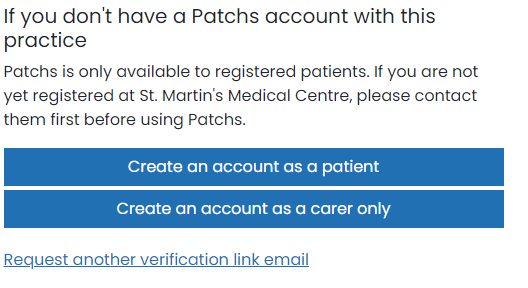 If you don't have a Patchs account with this
practice
Patchs is only available to registered patients. If you are not
yet registered at St. Martin's Medical Centre, please contact
them first before using Patchs.
Create an account as a patient
Create an account as a carer only
Request another verification link email